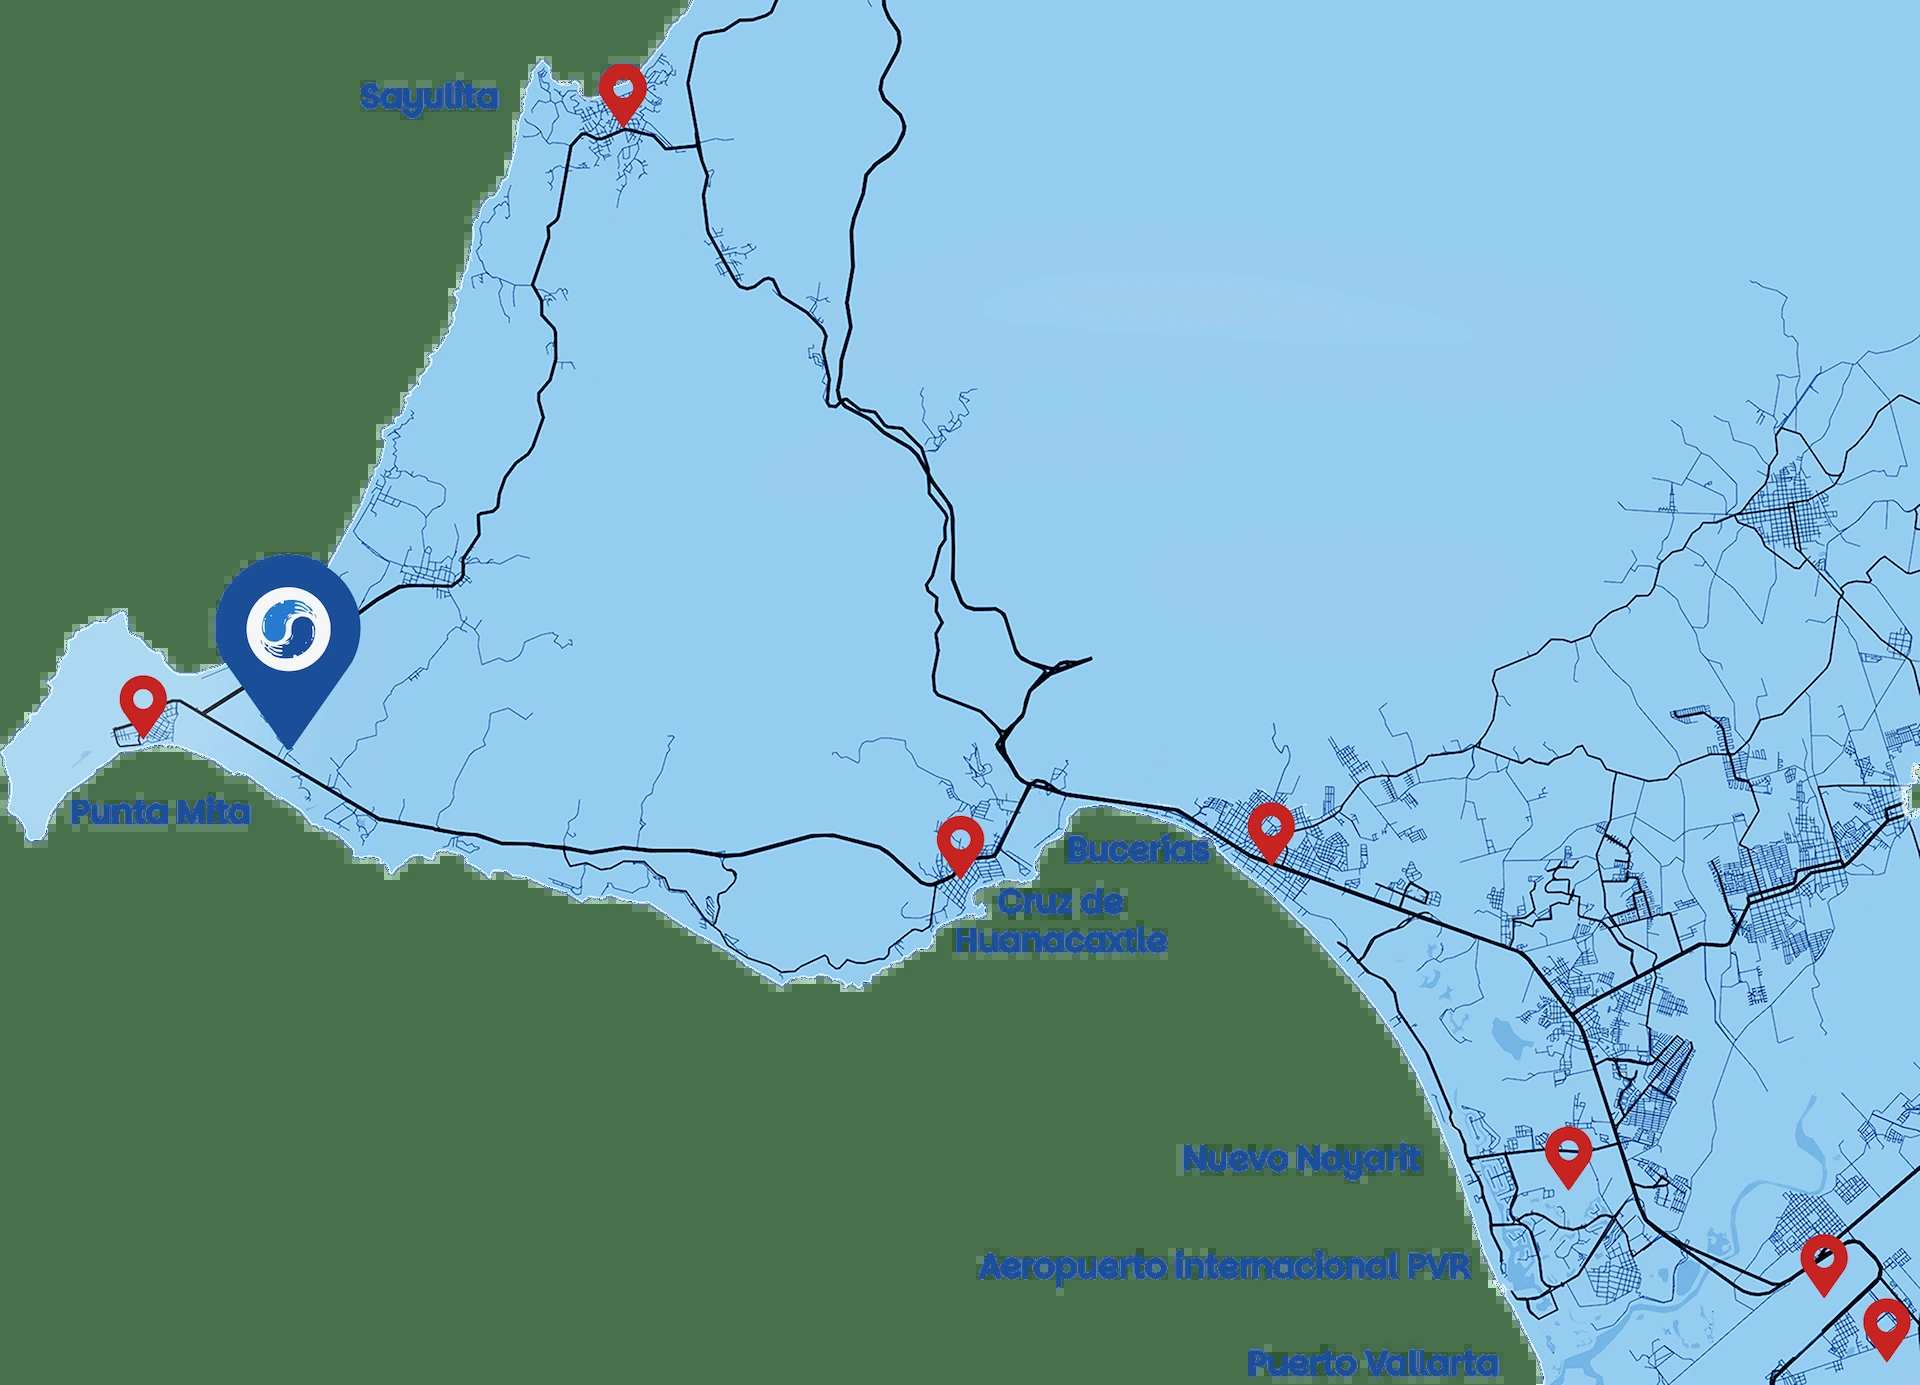 Sayulita
Punta Mita
Bucerías
Cruz de
Huanacaxtle
Nuevo Nayarit
Aeropuerto internacional PVR
Puerto Vallarta